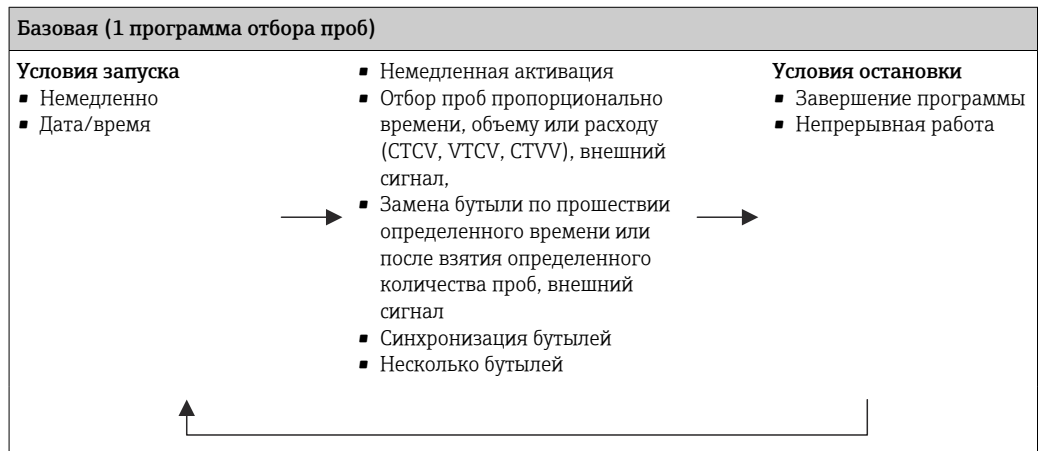 Базовая (1 программа отбора проб)
Условия запуска
▪ Немедленно
▪ Дата/время
▪ Немедленная активация
▪ Отбор проб пропорционально
времени, объему или расходу
(CTCV, VTCV, CTVV), внешний
сигнал,
▪ Замена бутыли по прошествии
определенного времени или
после взятия определенного
количества проб, внешний
сигнал
▪ Синхронизация бутылей
▪ Несколько бутылей
Условия остановки
▪ Завершение программы
▪ Непрерывная работа